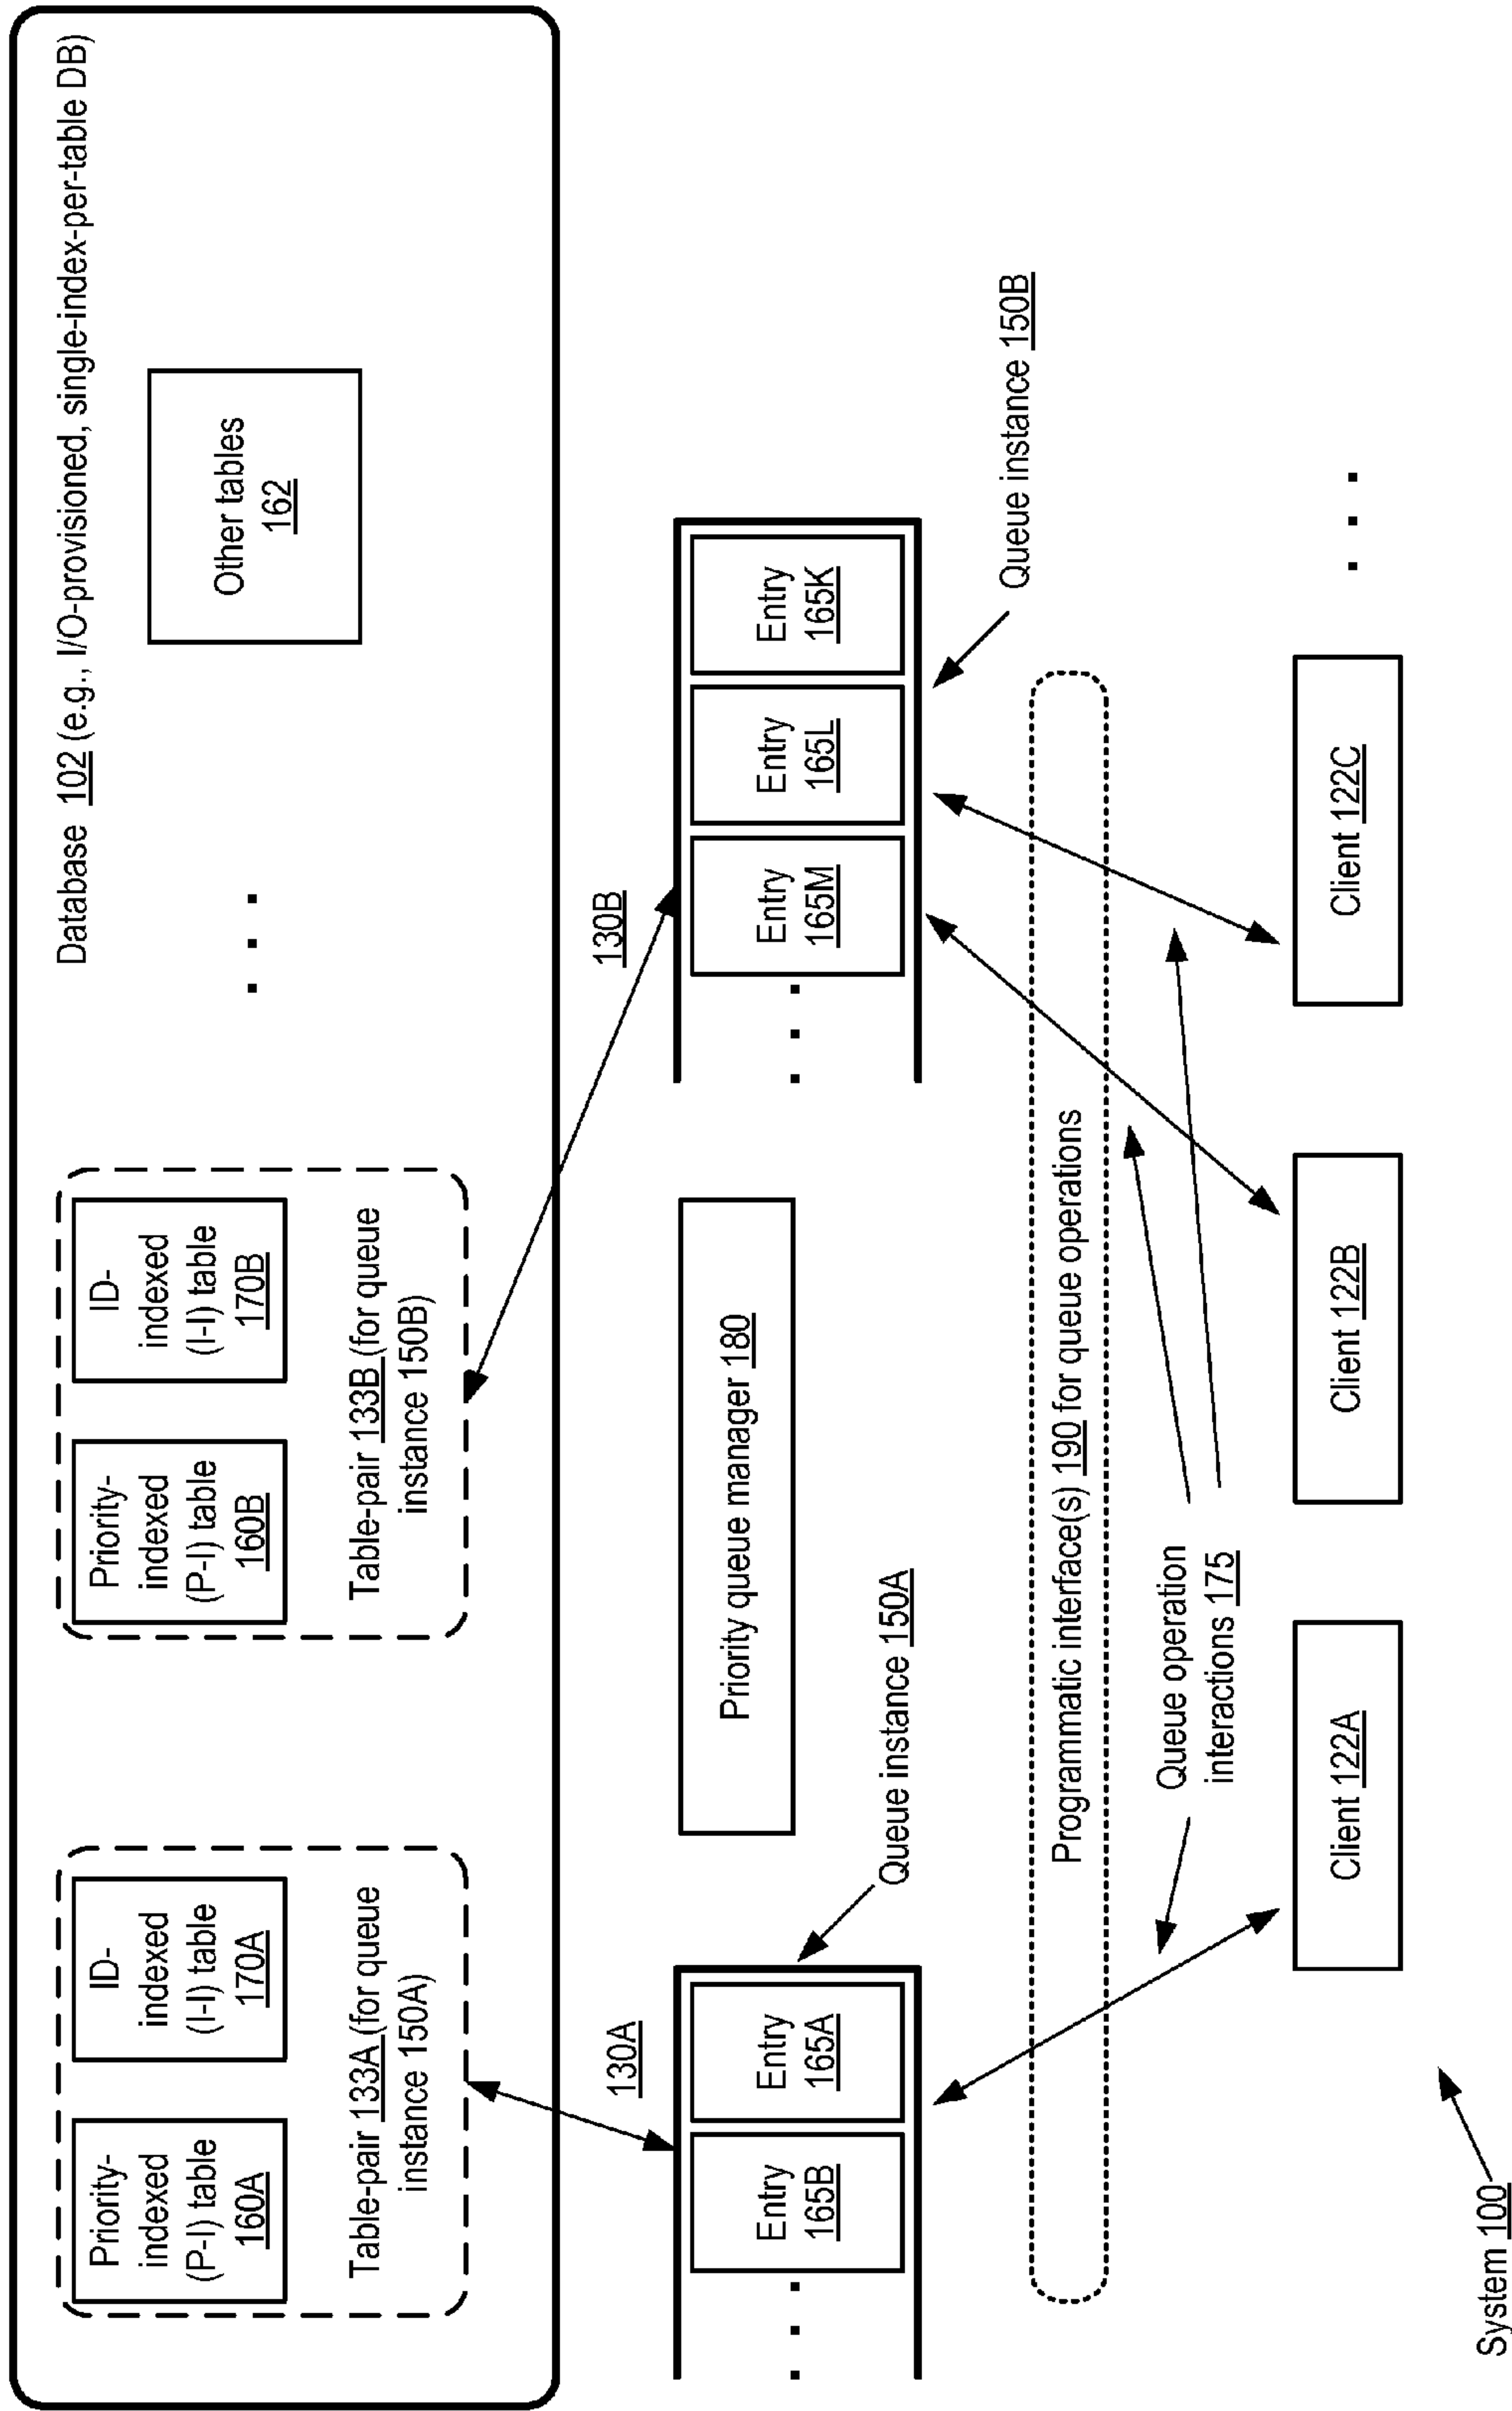 Database 102 (e.g., I/O-provisioned, single-index-per-table DB)
Priority-
indexed
(P-I) table
160A
ID-
indexed
(I-I) table
170A
Table-pair 133A (for queue
instance 150A)
Priority-
indexed
(P-I) table
160B
ID-
indexed
(I-I) table
170B
Table-pair 133B (for queue
instance 150B)
. . .
Other tables
162
130A
. . .
Entry
165B
Entry
165A
Queue instance 150A
Priority queue manager 180
130B
. . .
Entry
165M
Entry
165L
Entry
165K
Queue instance 150B
Programmatic interface(s) 190 for queue operations
Queue operation
interactions 175
Client 122A
Client 122B
Client 122C
. . .
System 100